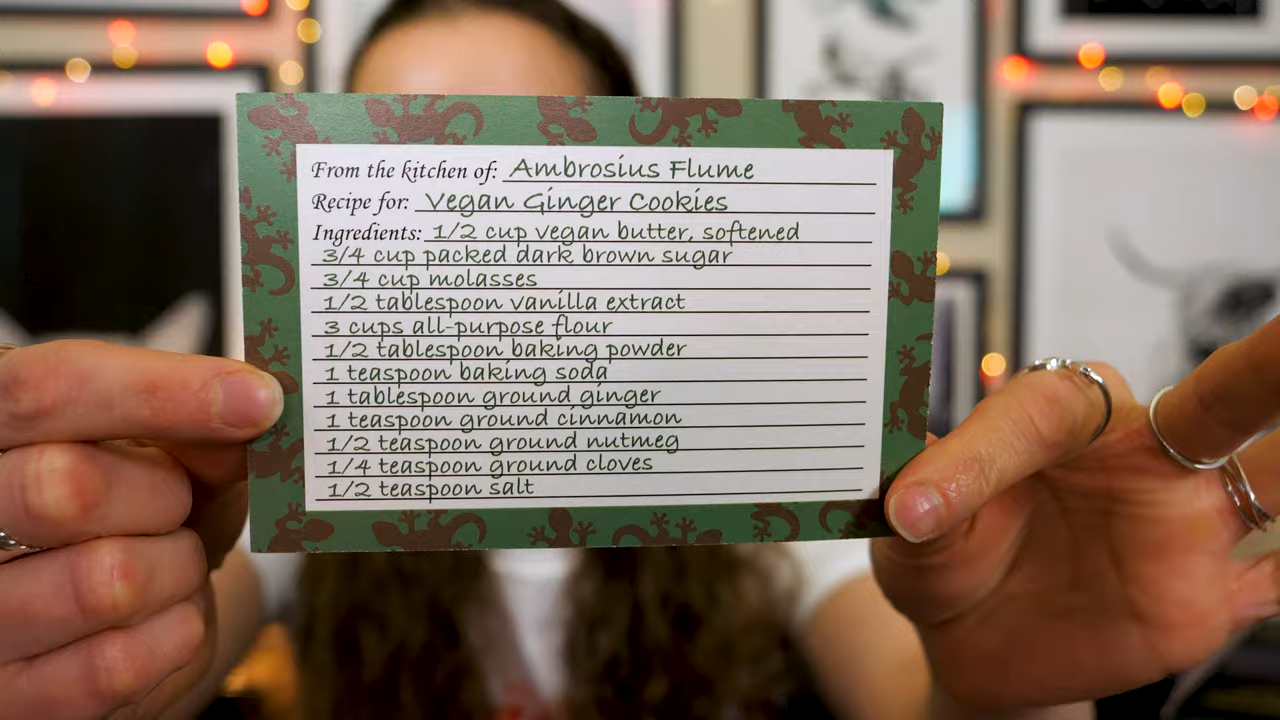 From the kitchen of: Ambrosius Flume
Recipe for: Vegan Ginger Cookies
Ingredients: 1/2 cup vegan butter, softened
3/4 cup packed dark brown sugar
3/4 cup molasses
1/2 tablespoon vanilla extract
3 cups all-purpose flour
1/2 tablespoon baking powder
1 teaspoon baking soda
1 tablespoon ground ginger
1 teaspoon ground cinnamon
1/2 teaspoon ground nutmeg
1/4 teaspoon ground cloves
1/2 teaspoon salt